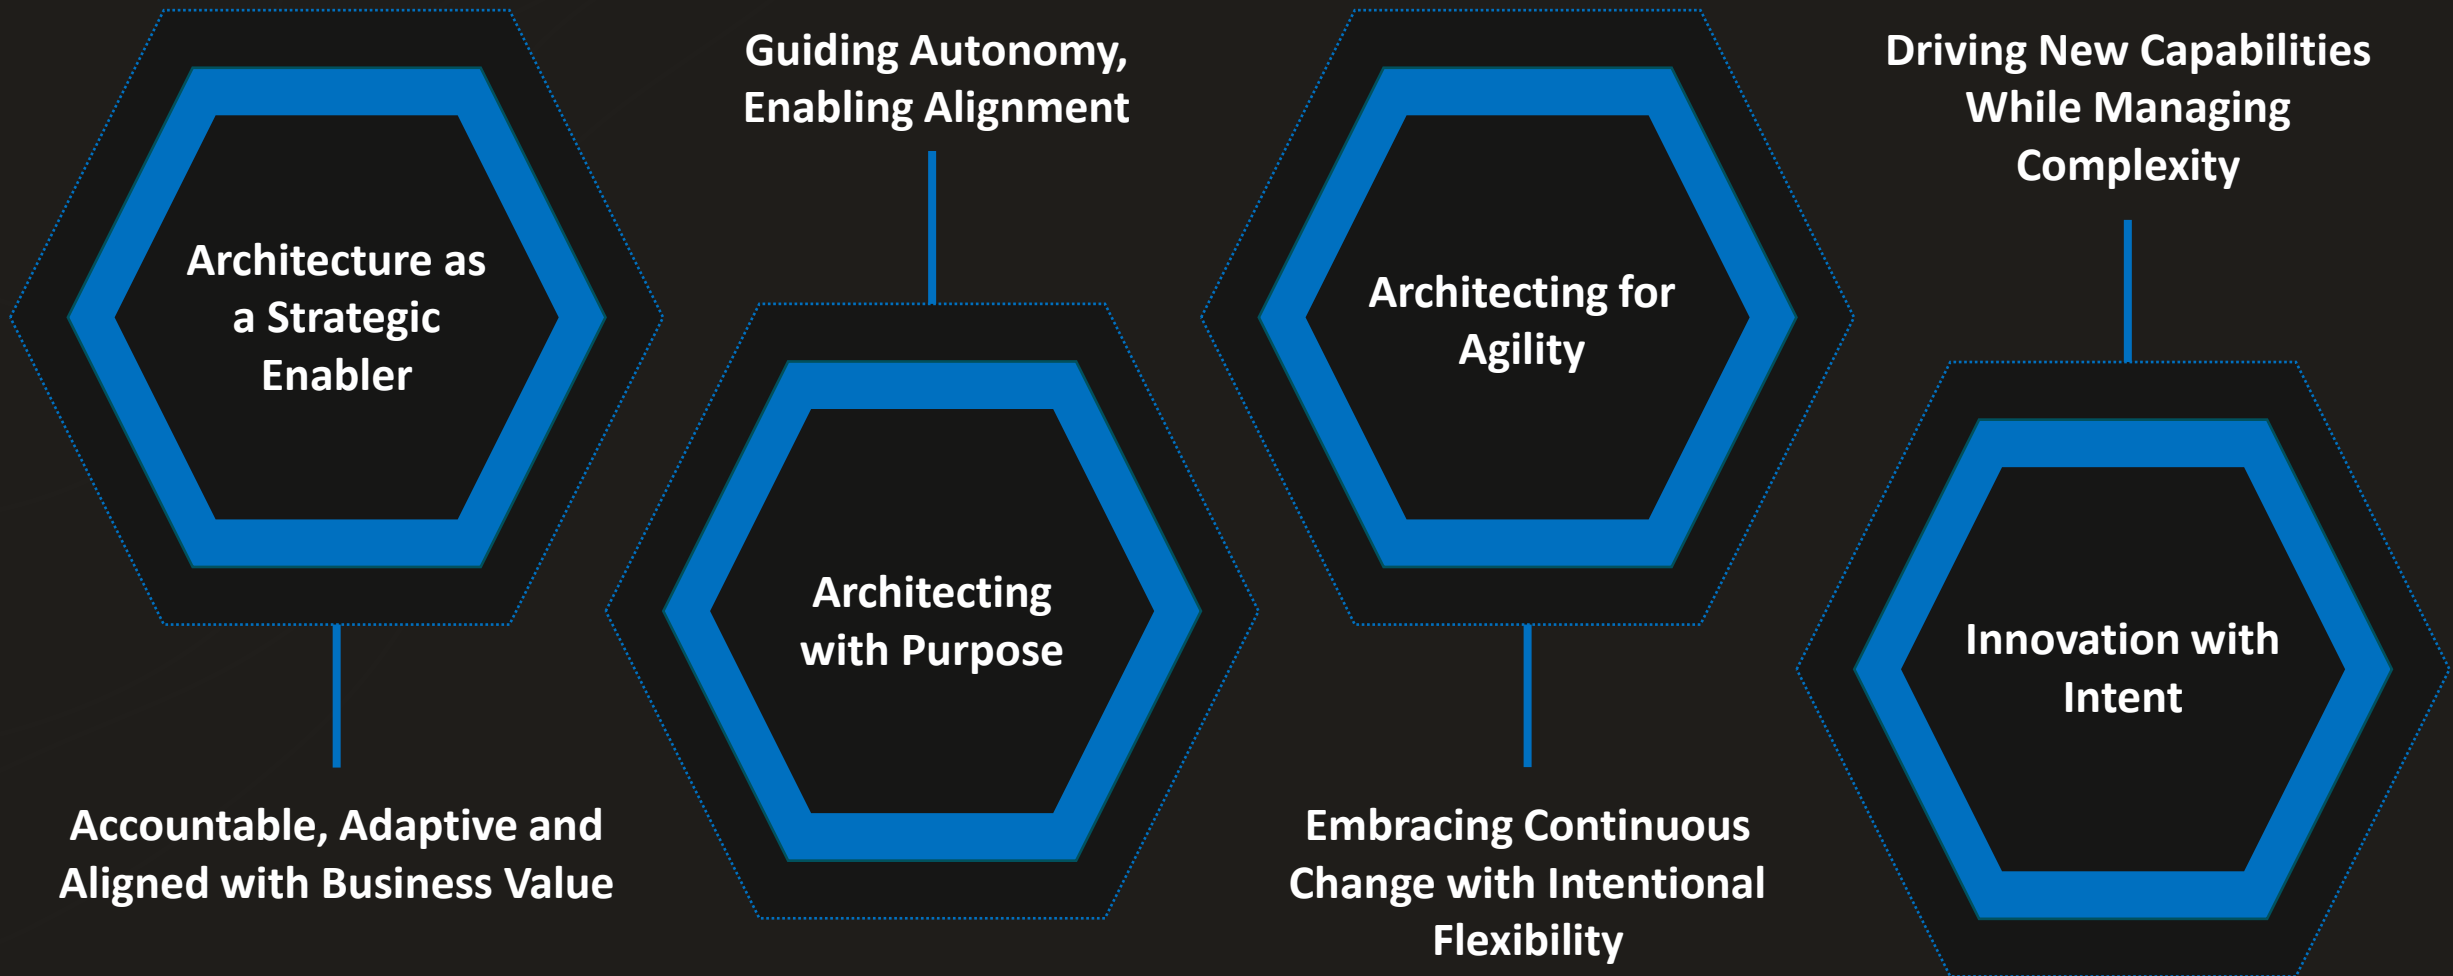 Architecture as
a Strategic
Enabler
Accountable, Adaptive and
Aligned with Business Value
Guiding Autonomy,
Enabling Alignment
Architecting
with Purpose
Architecting for
Agility
Embracing Continuous
Change with Intentional
Flexibility
Driving New Capabilities
While Managing
Complexity
Innovation with
Intent